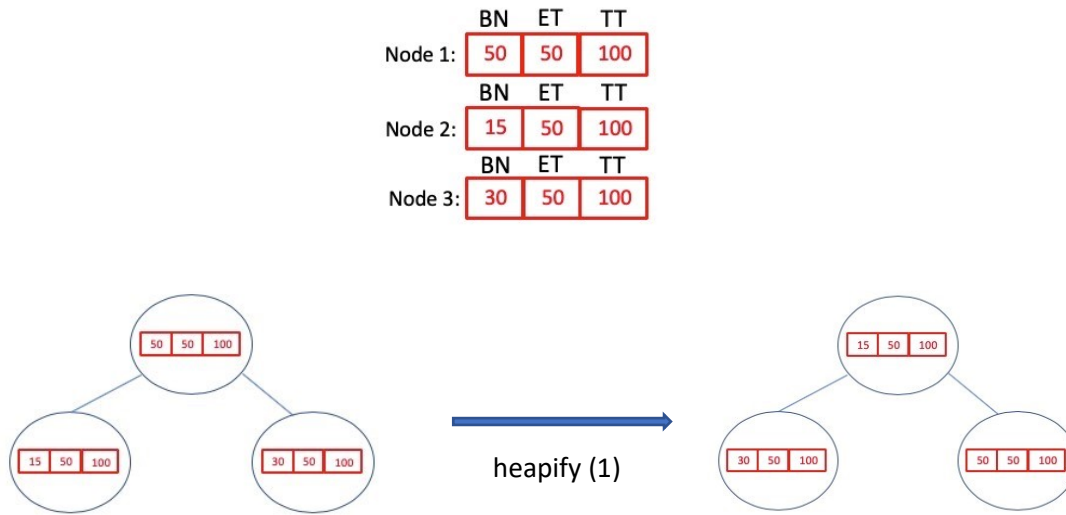 BN ET TT
Node 1: 50 50 100
BN ET TT
Node 2: 15 50 100
BN ET TT
Node 3: 30 50 100
50 50 100
15 50 100
30 50 100
heapify (1)
15 50 100
30 50 100
50 50 100